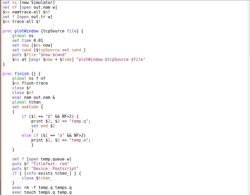 set ns [new Simulator]
set nf [open out.nam w]
$ns namtrace-all $nf
set f [open out.tr w]
$ns trace-all $f
proc plotWindow {tcpSource file} {
global ns
set time 0.01
set now [$ns now]
set cwnd [$tcpSource set cwnd_]
puts $file "$now $cwnd"
$ns at [expr $now + $time] "plotWindow $tcpSource $file"
}
proc finish {} {
global ns f nf
$ns flush-trace
close $f
close $nf
exec nam out.nam &
global tchan_
set awkCode {
{
if ($1 == "Q" && NF>2) {
print $2, $3 >> "temp.q";
set end $2
}
else if ($1 == "a" && NF>2)
print $2, $3 >> "temp.a";
}
}
set f [open temp.queue w]
puts $f "TitleText: red"
puts $f "Device: Postscript"
if { [info exists tchan_] } {
close $tchan_
}
exec rm -f temp.q temp.a
exec touch temp.a temp.q